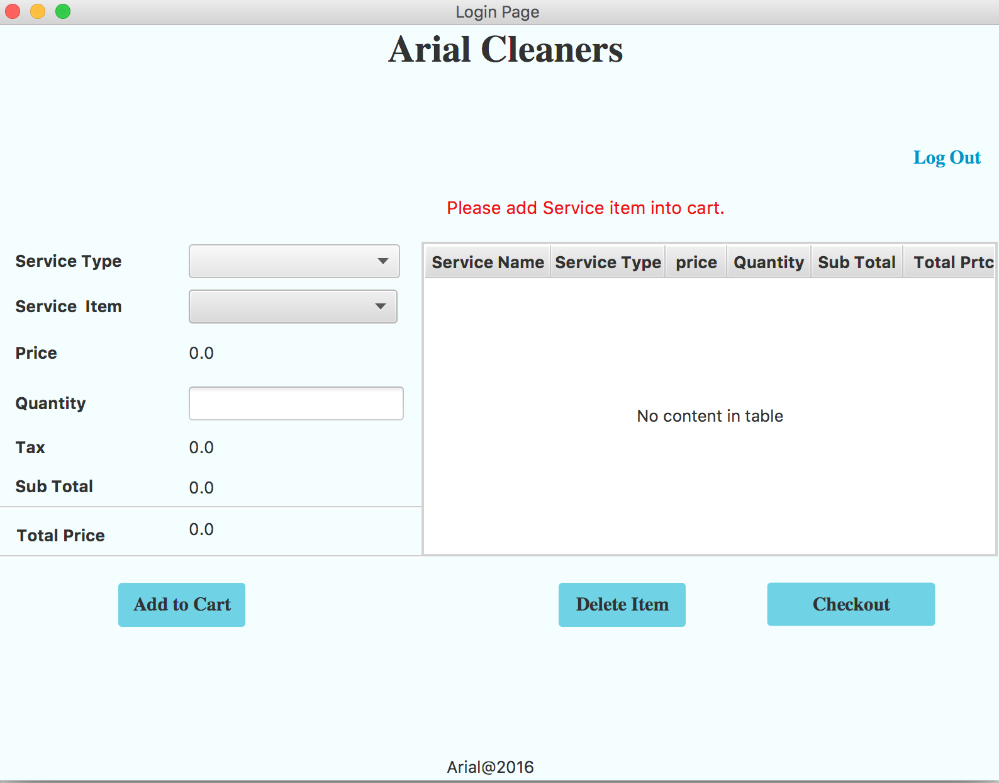 Login Page
Arial Cleaners
Log Out
Please add Service item into cart.
Service Type
Service Item
Price 0.0
Quantity
Tax 0.0
Sub Total 0.0
Total Price 0.0
Service Name Service Type price Quantity Sub Total Total Prtc
No content in table
Add to Cart
Delete Item
Checkout
Arial@2016